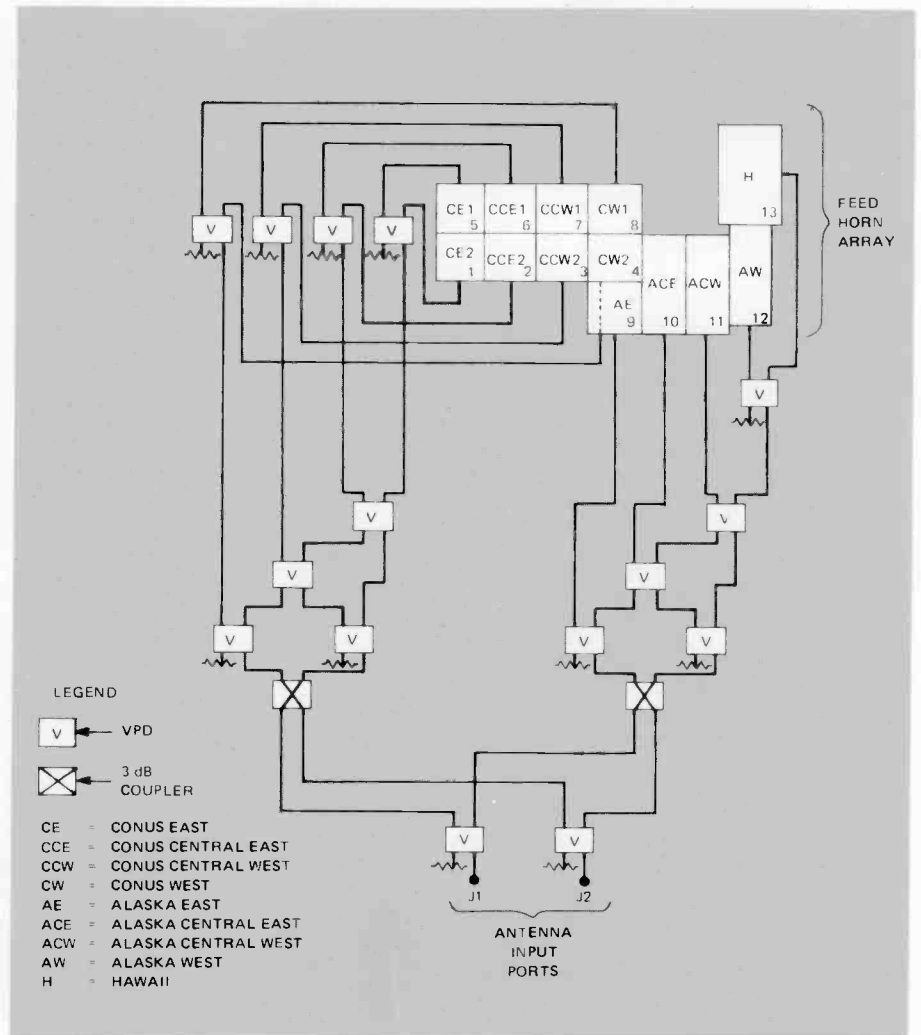 H
13
FEED
HORN
ARRAY
CE1
5
CCE1
6
CCW1
7
CW1
8
V
V
V
V
CE2
1
CCE2
2
CCW2
3
CW2
4
AE
9
ACE
10
ACW
11
AW
12
V
V
V
V
V
V
V
V
V
LEGEND
V VPD
3 dB
COUPLER
V
V
J1
J2
ANTENNA
INPUT
PORTS
CE = CONUS EAST
CCE = CONUS CENTRAL EAST
CCW = CONUS CENTRAL WEST
CW = CONUS WEST
AE = ALASKA EAST
ACE = ALASKA CENTRAL EAST
ACW = ALASKA CENTRAL WEST
AW = ALASKA WEST
H = HAWAII